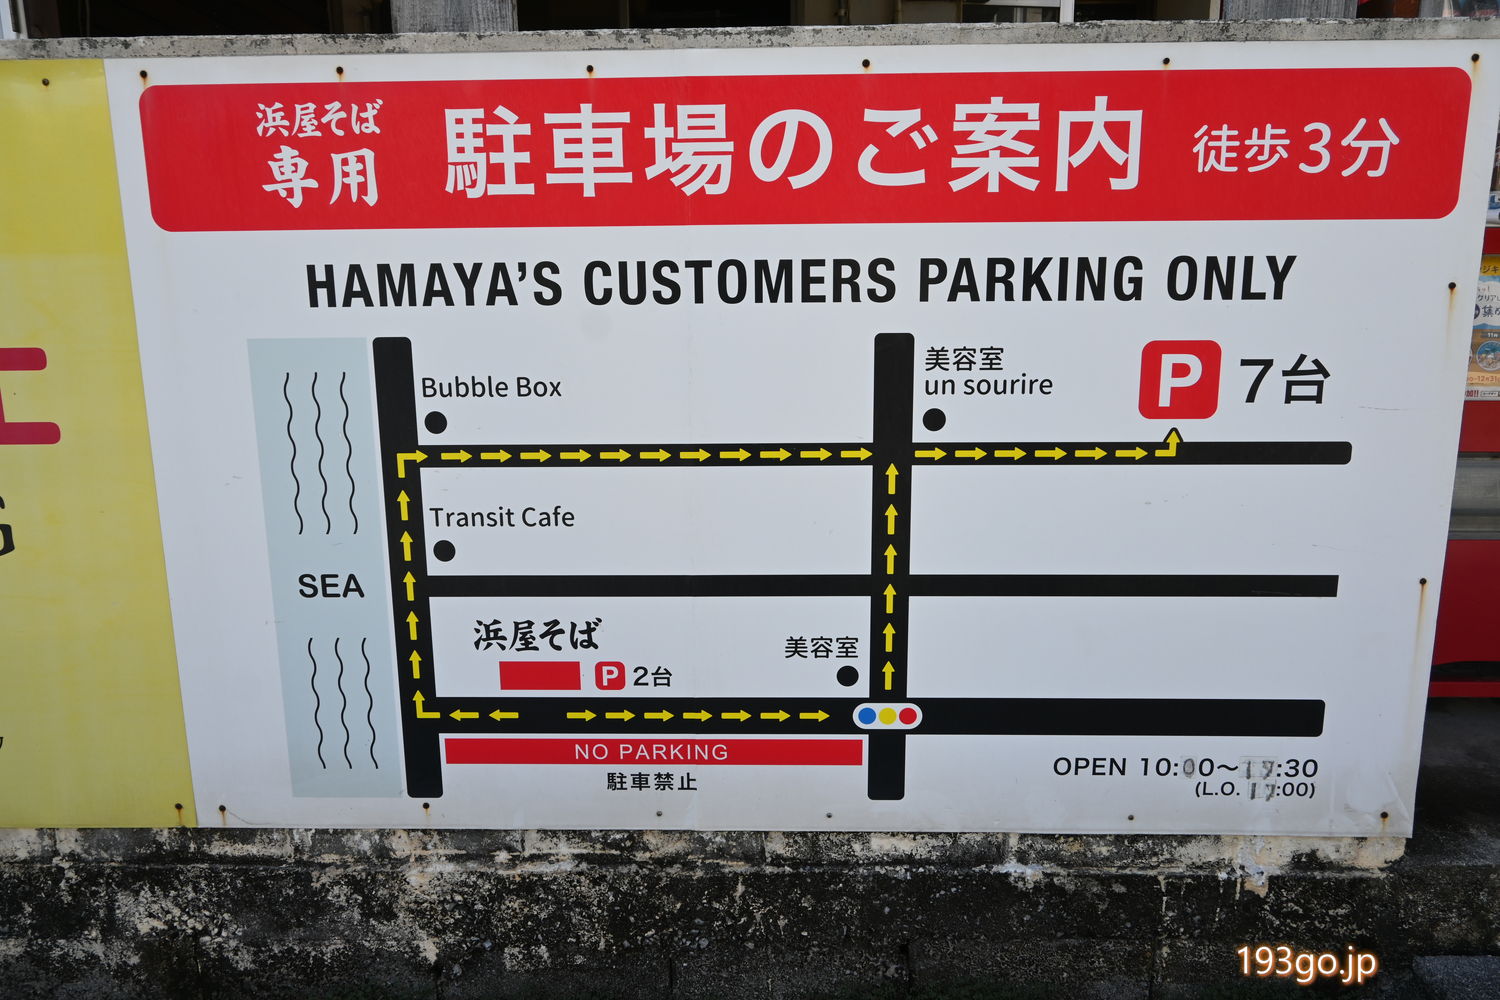 浜屋そば
専用
駐車場のご案内
徒歩3分
HAMAYA'S CUSTOMERS PARKING ONLY
Bubble Box
美容室
un sourire
P 7台
Transit Cafe
SEA
浜屋そば
P 2台
美容室
NO PARKING
駐車禁止
OPEN 10:00～17:30
(L.O. 17:00)
193go.jp